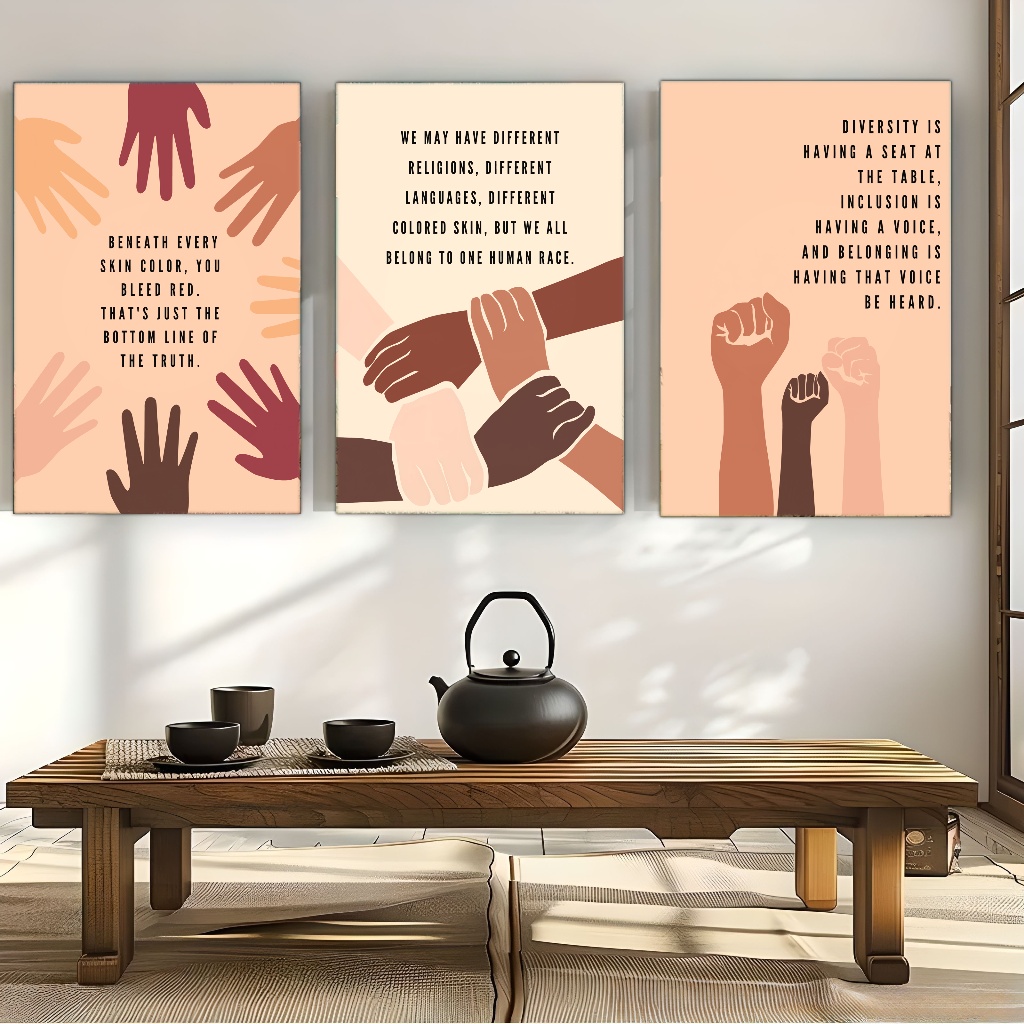 BENEATH EVERY
SKIN COLOR, YOU
BLEED RED.
THAT'S JUST THE
BOTTOM LINE OF
THE TRUTH.
WE MAY HAVE DIFFERENT
RELIGIONS, DIFFERENT
LANGUAGES, DIFFERENT
COLORED SKIN, BUT WE ALL
BELONG TO ONE HUMAN RACE.
DIVERSITY IS
HAVING A SEAT AT
THE TABLE,
INCLUSION IS
HAVING A VOICE,
AND BELONGING IS
HAVING THAT VOICE
BE HEARD.